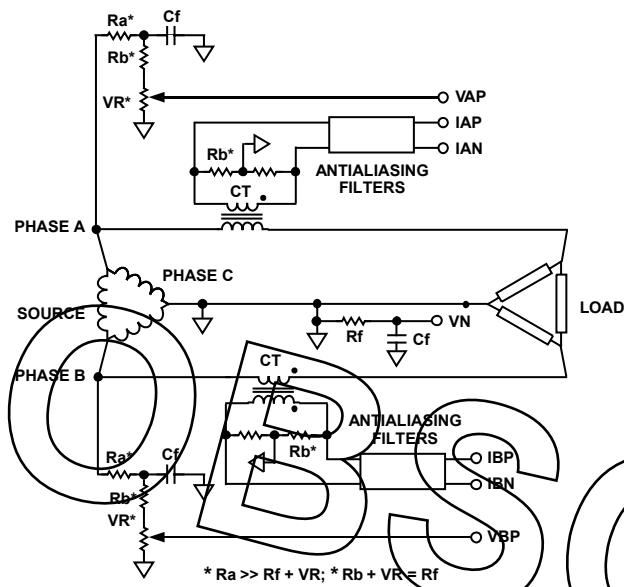 Ra*
Cf
Rb*
VR*
VAP
IAP
IAN
Rb*
ANTIALIASING
FILTERS
CT
PHASE A
PHASE C
SOURCE
LOAD
VN
Rf
Cf
CT
PHASE B
ANTIALIASING
FILTERS
Ra*
Cf
Rb*
IBP
Rb*
IBN
VR*
VBP
* Ra >> Rf + VR; * Rb + VR = Rf
OBSO